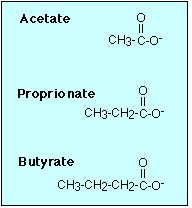 Acetate
O
CH3-C-O-
Proprionate
O
CH3-CH2-C-O-
Butyrate
O
CH3-CH2-CH2-C-O-